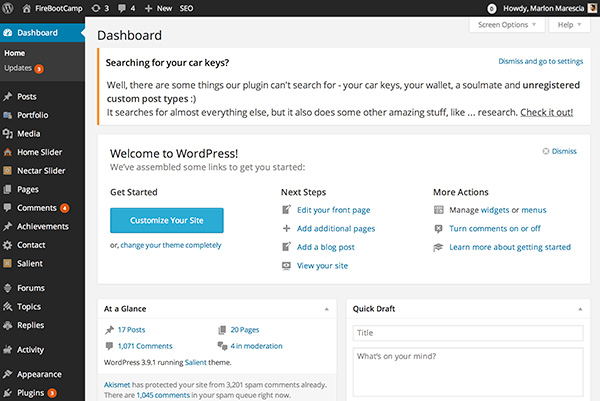 FireBootCamp 3 4 + New SEO 0 Howdy, Marlon Marescia
Screen Options Help
Dashboard
Home
Updates 3
Posts
Portfolio
Media
Home Slider
Nectar Slider
Pages
Comments 4
Achievements
Contact
Salient
Forums
Topics
Replies
Activity
Appearance
Plugins 3
Dashboard
Searching for your car keys? Dismiss and go to settings
Well, there are some things our plugin can't search for - your car keys, your wallet, a soulmate and unregistered
custom post types :)
It searches for almost everything else, but it also does some other amazing stuff, like ... research. Check it out!
Welcome to WordPress! Dismiss
We've assembled some links to get you started:
Get Started
Customize Your Site
or, change your theme completely
Next Steps
Edit your front page
Add additional pages
Add a blog post
View your site
More Actions
Manage widgets or menus
Turn comments on or off
Learn more about getting started
At a Glance
17 Posts 20 Pages
1,071 Comments 4 in moderation
WordPress 3.9.1 running Salient theme.
Akismet has protected your site from 3,201 spam comments already.
There are 1,045 comments in your spam queue right now.
Quick Draft
Title
What's on your mind?